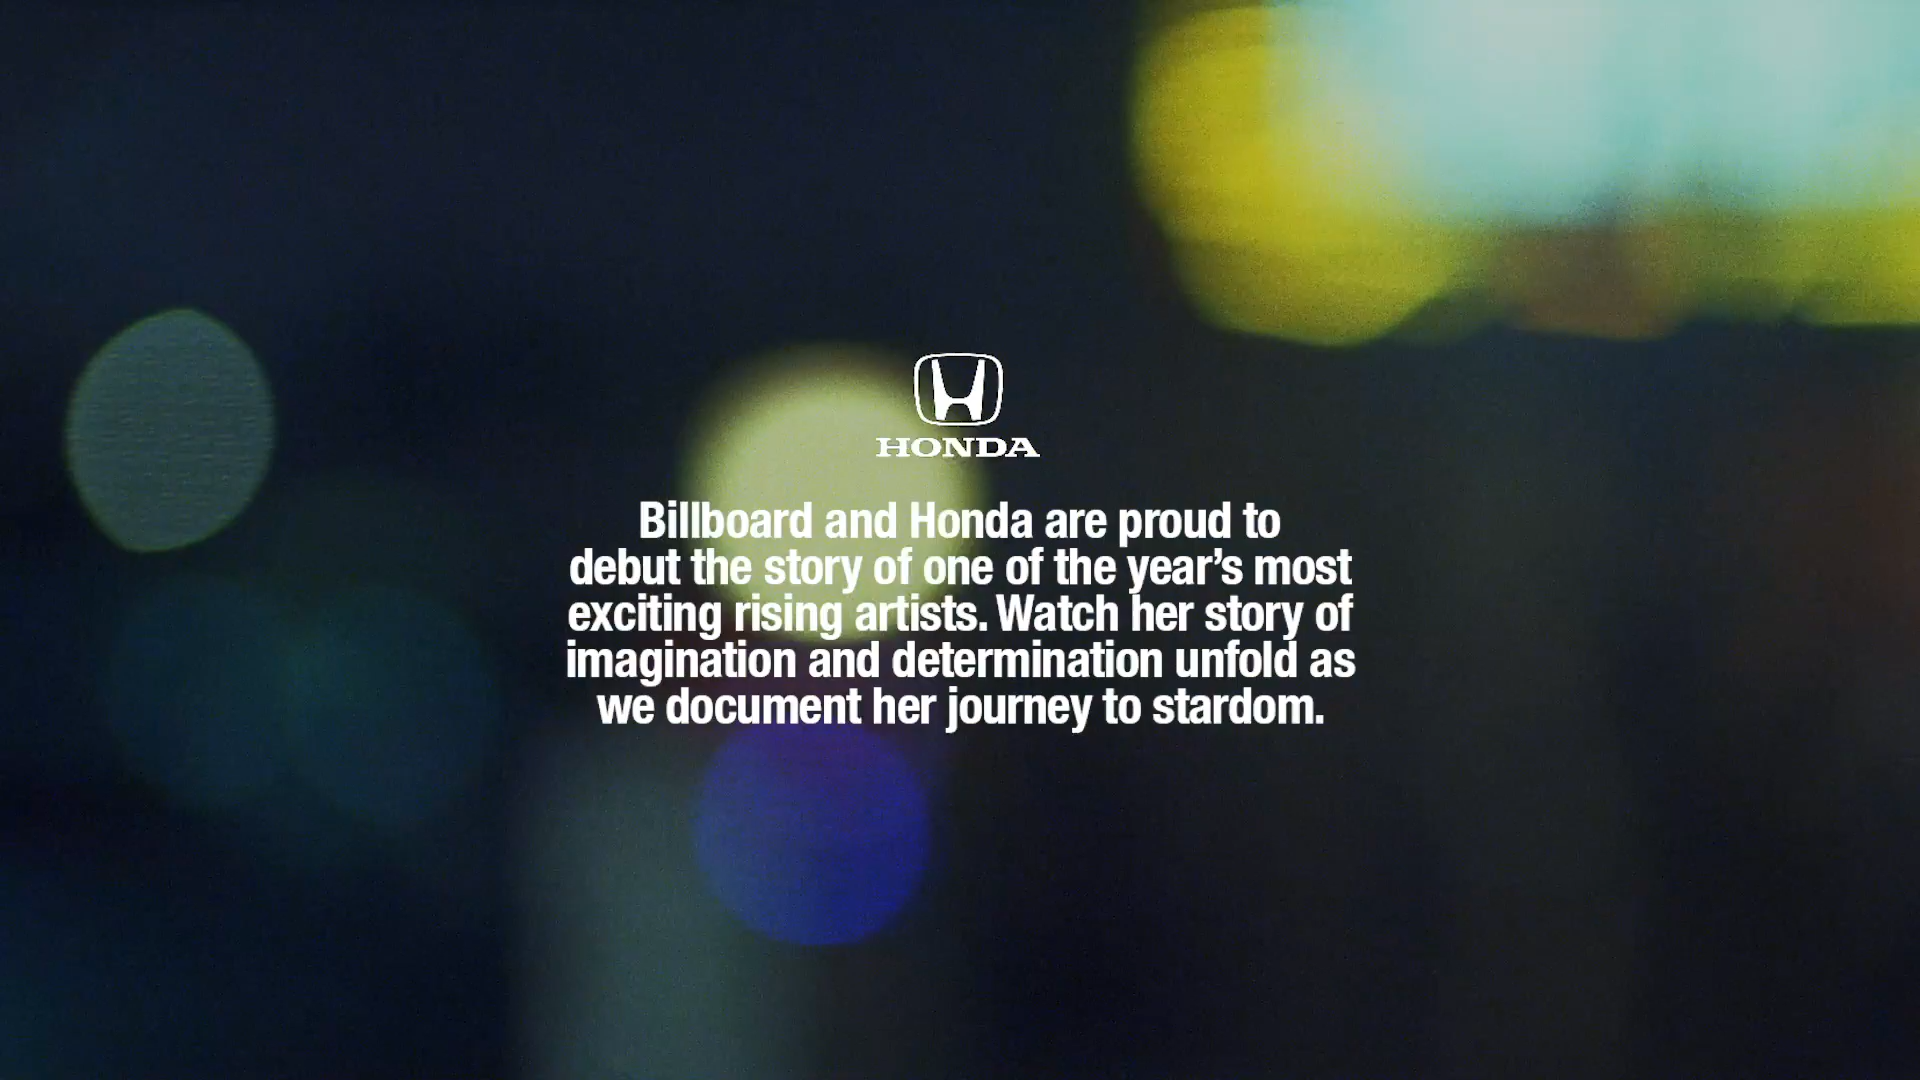 HONDA
Billboard and Honda are proud to
debut the story of one of the year’s most
exciting rising artists. Watch her story of
imagination and determination unfold as
we document her journey to stardom.